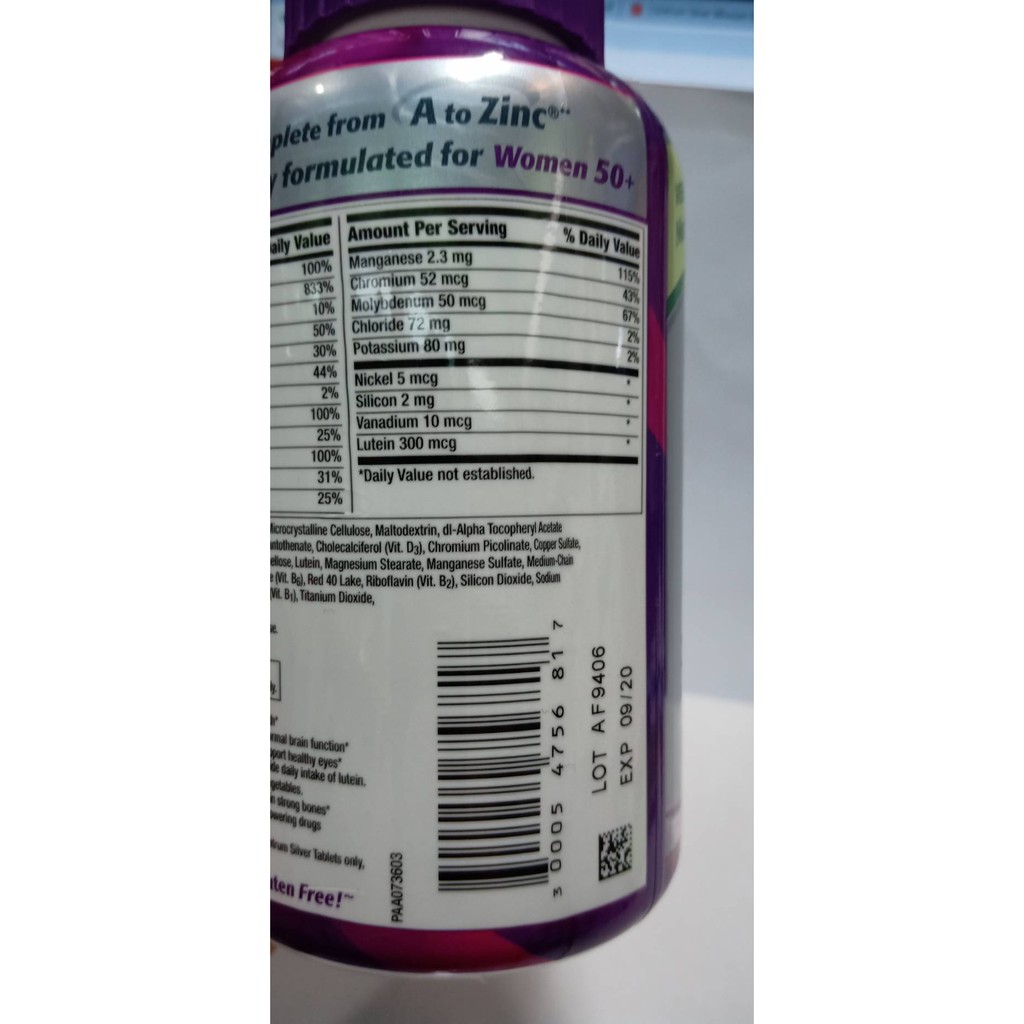 plete from A to Zinc®**
y formulated for Women 50+
aily Value
100%
833%
10%
50%
30%
44%
2%
100%
25%
100%
31%
25%
Amount Per Serving % Daily Value
Manganese 2.3 mg 115%
Chromium 52 mcg 43%
Molybdenum 50 mcg 67%
Chloride 72 mg 2%
Potassium 80 mg 2%
Nickel 5 mcg *
Silicon 2 mg *
Vanadium 10 mcg *
Lutein 300 mcg *
*Daily Value not established.
Microcrystalline Cellulose, Maltodextrin, dl-Alpha Tocopheryl Acetate
ntothenate, Cholecalciferol (Vit. D3), Chromium Picolinate, Copper Sulfate,
ellose, Lutein, Magnesium Stearate, Manganese Sulfate, Medium-Chain
e (Vit. B6), Red 40 Lake, Riboflavin (Vit. B2), Silicon Dioxide, Sodium
(Vit. B1), Titanium Dioxide,
se.
ly.
rmal brain function*
port healthy eyes*
de daily intake of lutein.
getables.
n strong bones*
owering drugs
trum Silver Tablets only,
uten Free!~
PAA073603
3 0005 4756 81 7
LOT AF9406
EXP 09/20